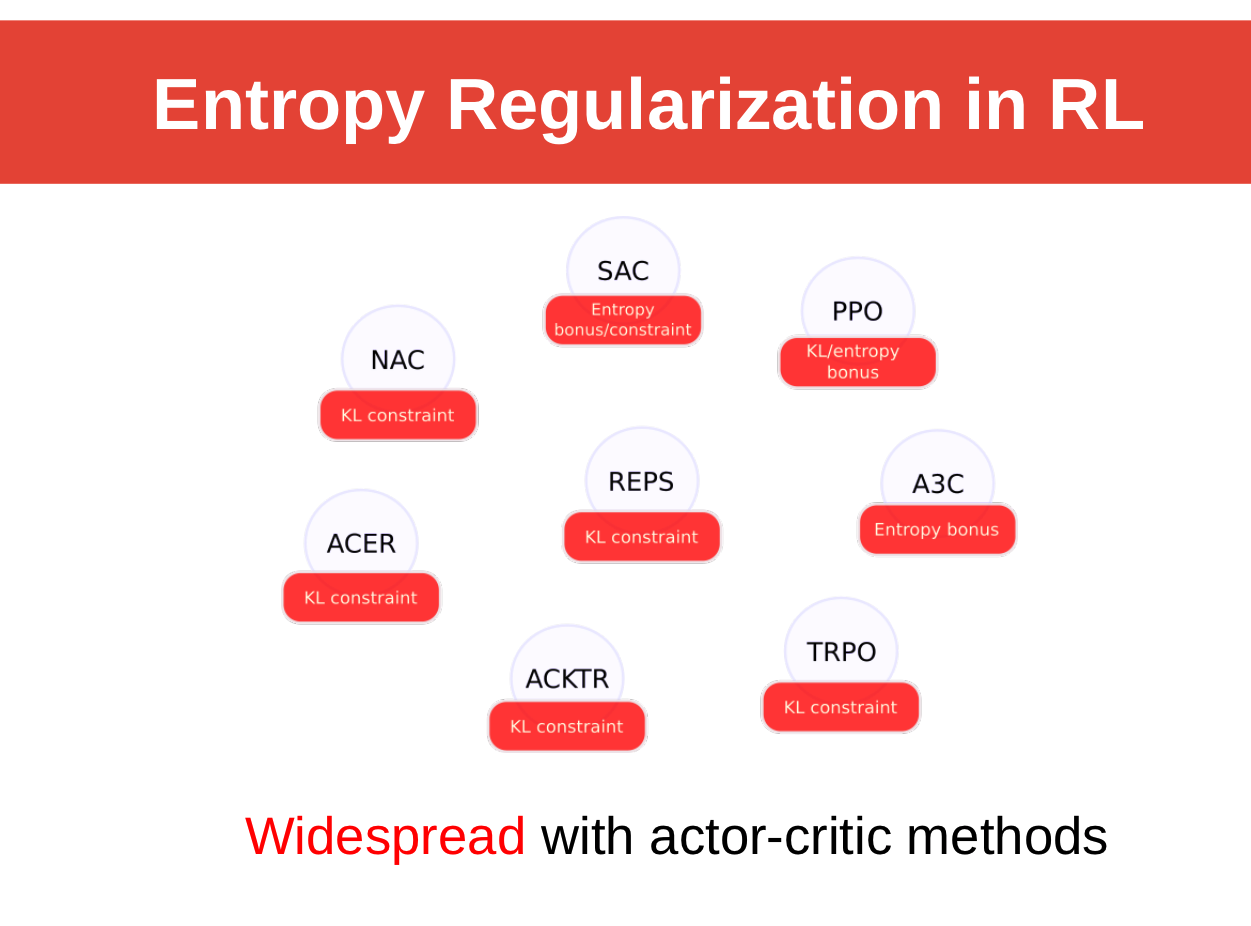 Entropy Regularization in RL
SAC
Entropy
bonus/constraint
PPO
KL/entropy
bonus
NAC
KL constraint
REPS
KL constraint
A3C
Entropy bonus
ACER
KL constraint
ACKTR
KL constraint
TRPO
KL constraint
Widespread with actor-critic methods